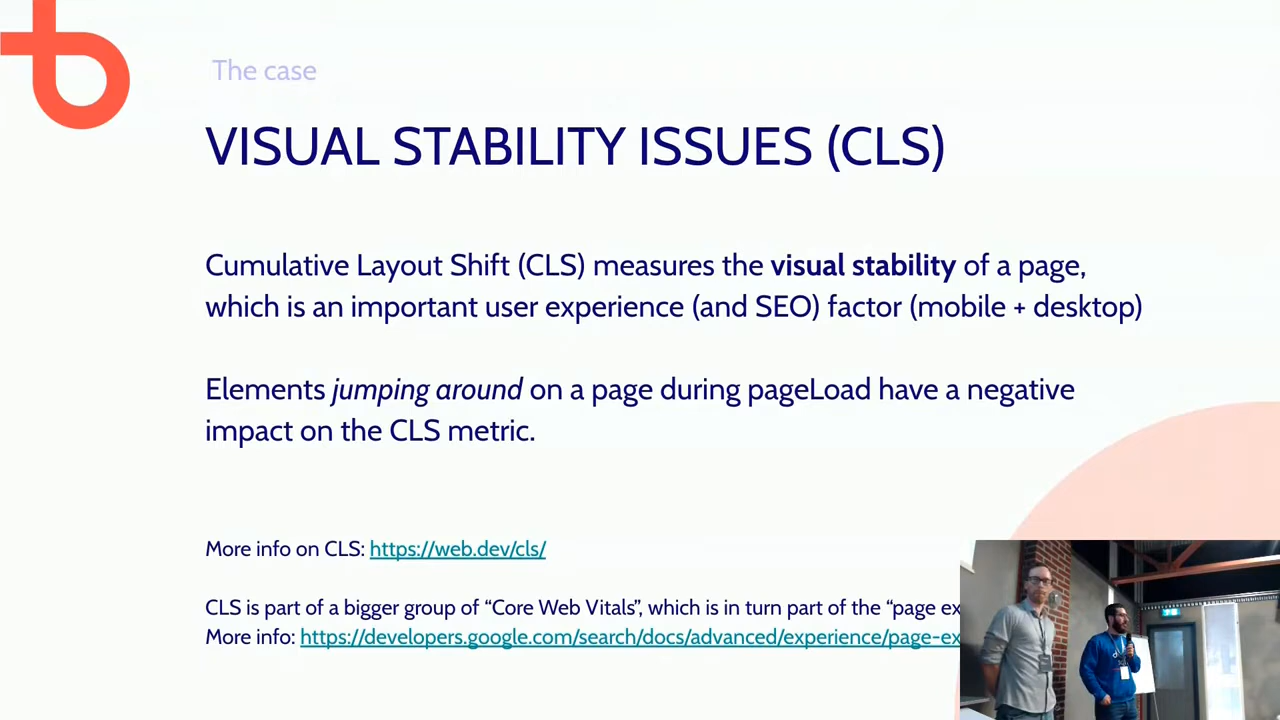 The case
VISUAL STABILITY ISSUES (CLS)
Cumulative Layout Shift (CLS) measures the visual stability of a page,
which is an important user experience (and SEO) factor (mobile + desktop)
Elements jumping around on a page during pageLoad have a negative
impact on the CLS metric.
More info on CLS: https://web.dev/cls/
CLS is part of a bigger group of “Core Web Vitals”, which is in turn part of the “page ex
More info: https://developers.google.com/search/docs/advanced/experience/page-ex